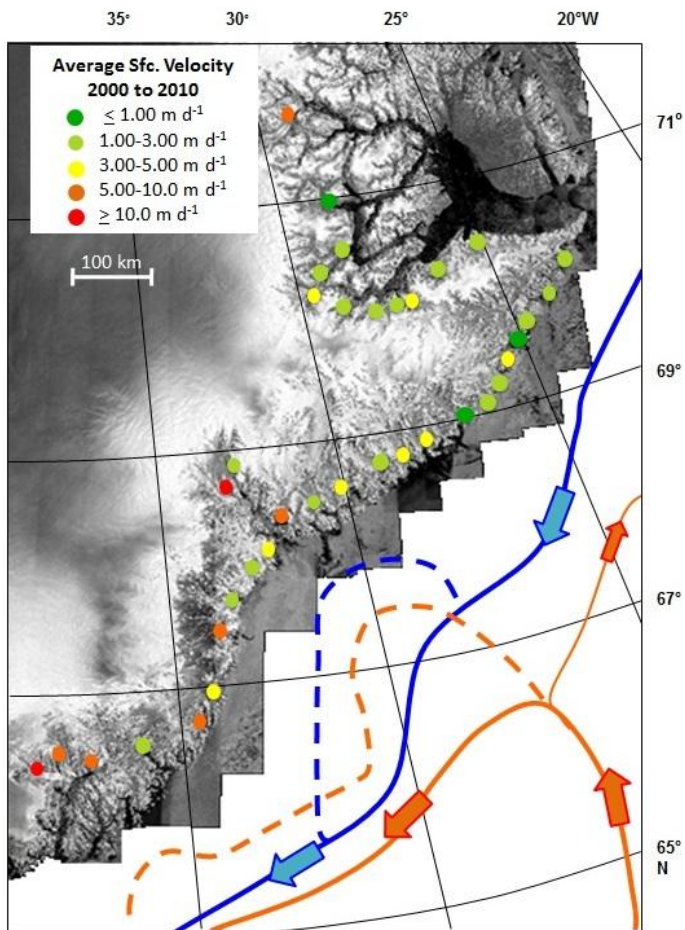 35° 30° 25° 20°W
Average Sfc. Velocity
2000 to 2010
≤ 1.00 m d⁻¹
1.00-3.00 m d⁻¹
3.00-5.00 m d⁻¹
5.00-10.0 m d⁻¹
≥ 10.0 m d⁻¹
100 km
71°
69°
67°
65°
N